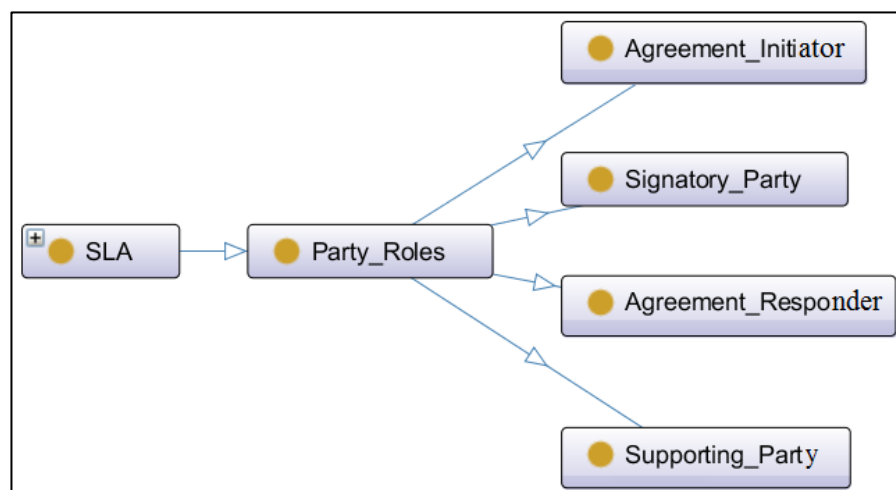 Agreement_Initiator
Signatory_Party
SLA
Party_Roles
Agreement_Responder
Supporting_Party